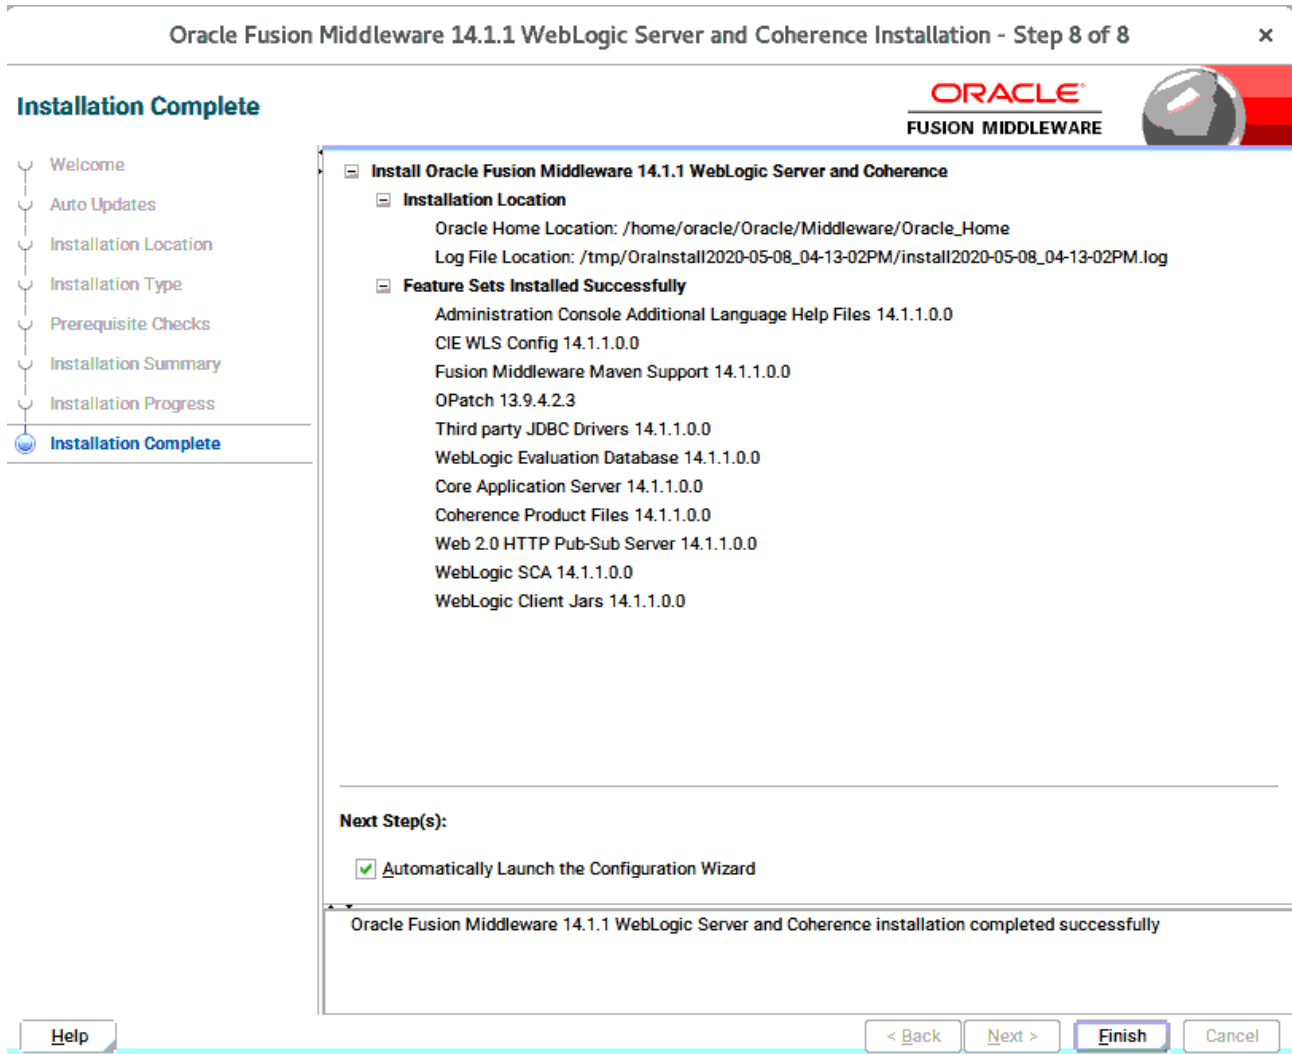 Oracle Fusion Middleware 14.1.1 WebLogic Server and Coherence Installation - Step 8 of 8
Installation Complete
ORACLE
FUSION MIDDLEWARE
Welcome
Auto Updates
Installation Location
Installation Type
Prerequisite Checks
Installation Summary
Installation Progress
Installation Complete
Install Oracle Fusion Middleware 14.1.1 WebLogic Server and Coherence
Installation Location
Oracle Home Location: /home/oracle/Oracle/Middleware/Oracle_Home
Log File Location: /tmp/OraInstall2020-05-08_04-13-02PM/install2020-05-08_04-13-02PM.log
Feature Sets Installed Successfully
Administration Console Additional Language Help Files 14.1.1.0.0
CIE WLS Config 14.1.1.0.0
Fusion Middleware Maven Support 14.1.1.0.0
OPatch 13.9.4.2.3
Third party JDBC Drivers 14.1.1.0.0
WebLogic Evaluation Database 14.1.1.0.0
Core Application Server 14.1.1.0.0
Coherence Product Files 14.1.1.0.0
Web 2.0 HTTP Pub-Sub Server 14.1.1.0.0
WebLogic SCA 14.1.1.0.0
WebLogic Client Jars 14.1.1.0.0
Next Step(s):
Automatically Launch the Configuration Wizard
Oracle Fusion Middleware 14.1.1 WebLogic Server and Coherence installation completed successfully
Help
< Back
Next >
Finish
Cancel